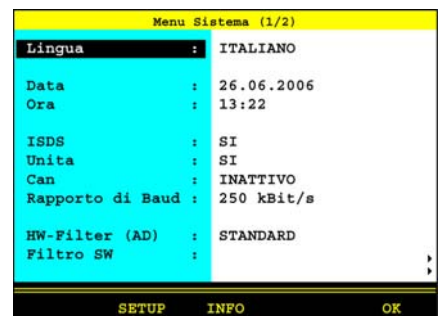 Menu Sistema (1/2)
Lingua : ITALIANO
Data : 26.06.2006
Ora : 13:22
ISDS : SI
Unita : SI
Can : INATTIVO
Rapporto di Baud : 250 kBit/s
HW-Filter (AD) : STANDARD
Filtro SW :
SETUP INFO OK